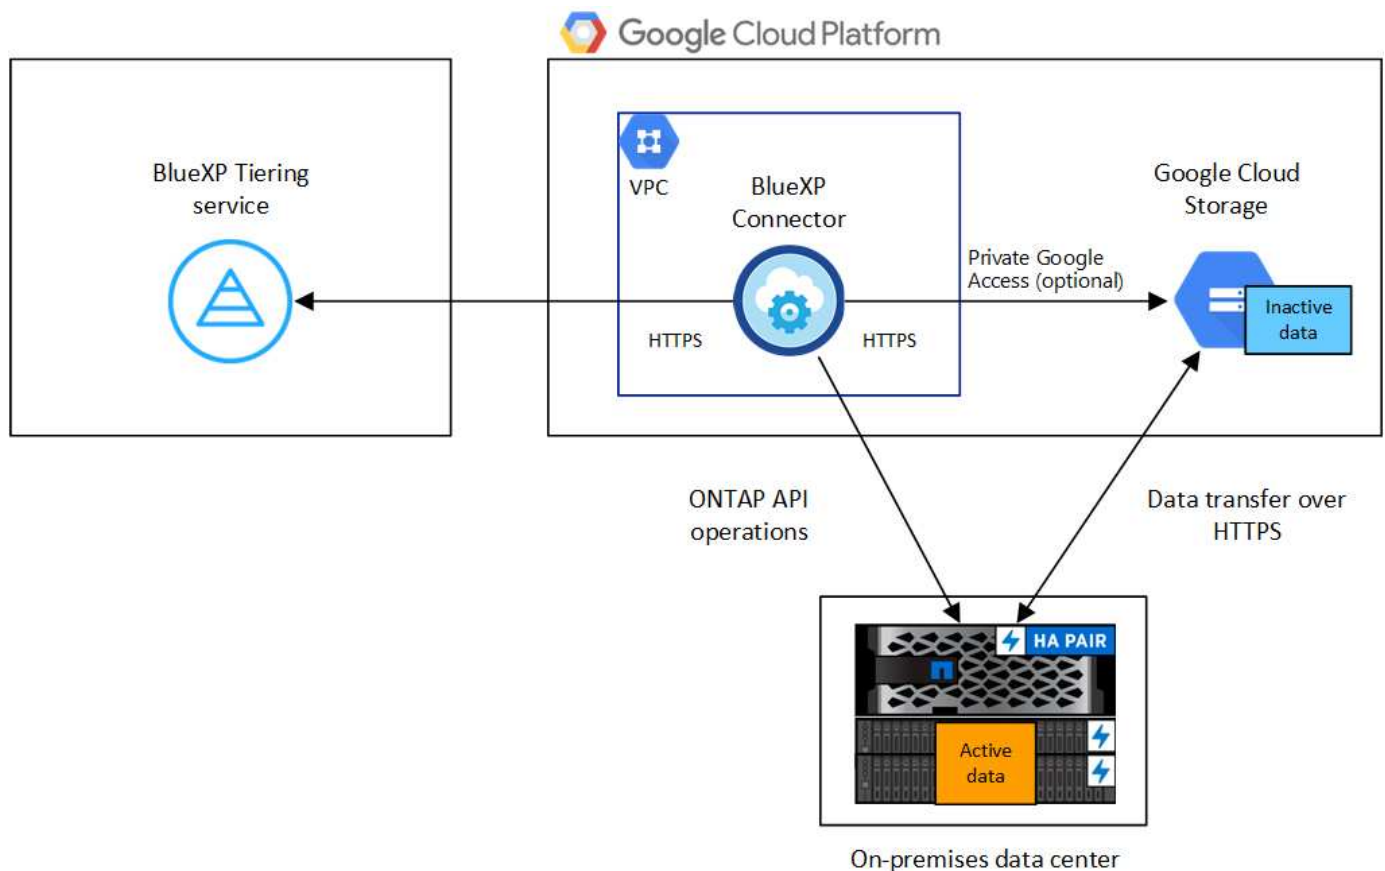 Google Cloud Platform
BlueXP Tiering
service
VPC
BlueXP
Connector
Google Cloud
Storage
Private Google
Access (optional)
HTTPS
HTTPS
Inactive
data
ONTAP API
operations
Data transfer over
HTTPS
HA PAIR
Active
data
On-premises data center